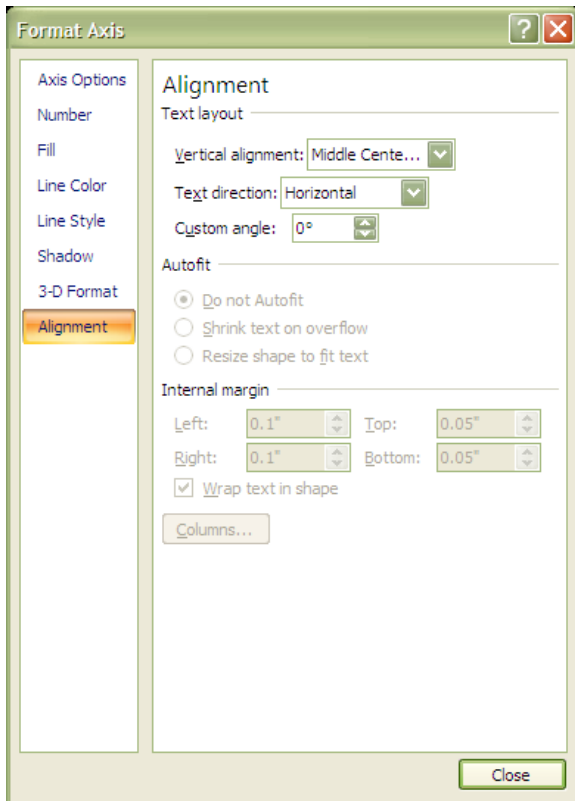 Format Axis
Axis Options
Number
Fill
Line Color
Line Style
Shadow
3-D Format
Alignment
Alignment
Text layout
Vertical alignment: Middle Cente...
Text direction: Horizontal
Custom angle: 0°
Autofit
Do not Autofit
Shrink text on overflow
Resize shape to fit text
Internal margin
Left: 0.1" Top: 0.05"
Right: 0.1" Bottom: 0.05"
Wrap text in shape
Columns...
Close